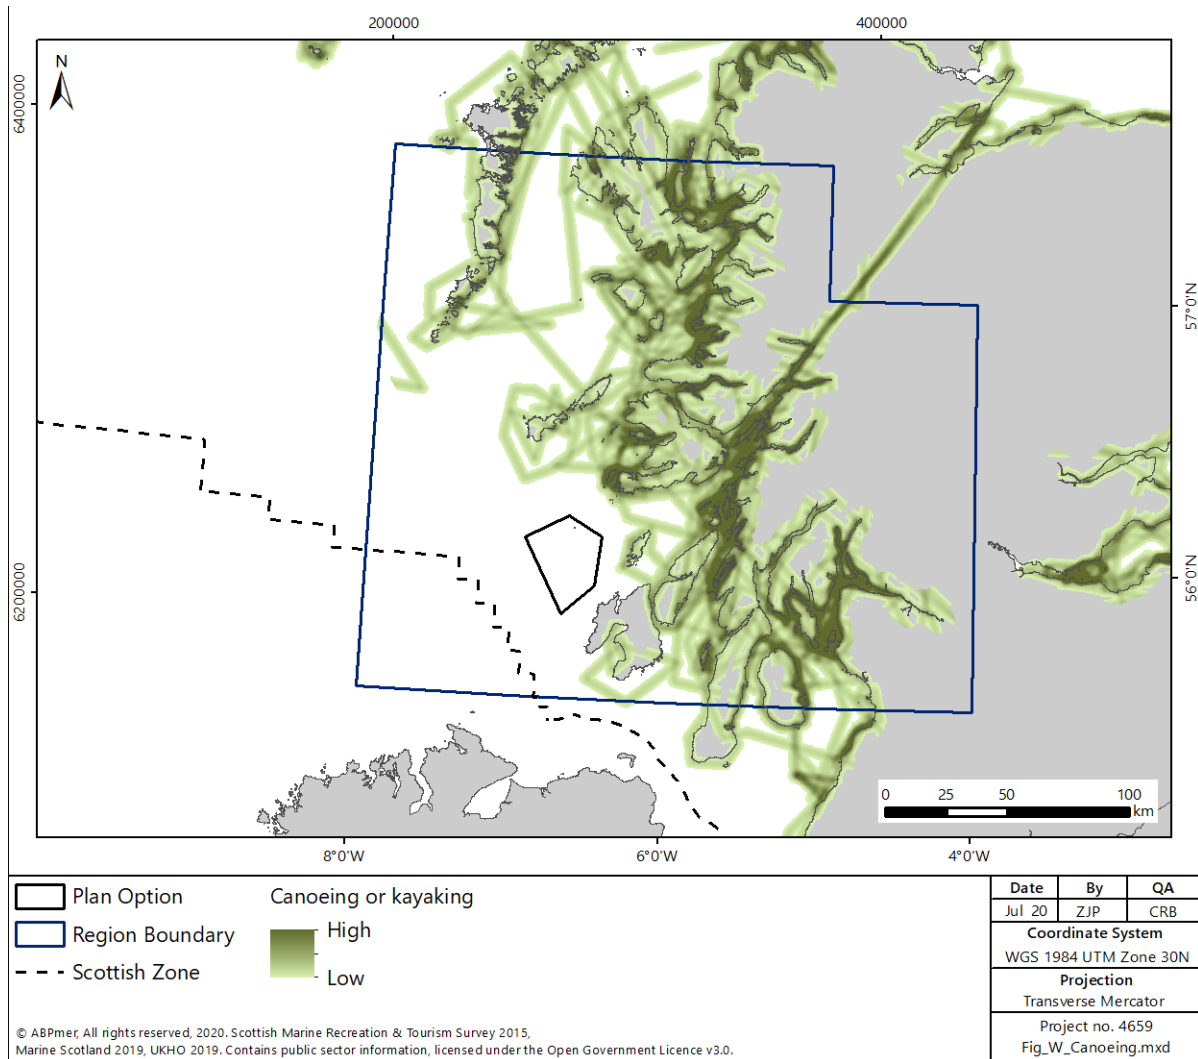 200000
400000
N
6400000
57°0'N
6200000
56°0'N
0
25
50
100
km
8°0'W
6°0'W
4°0'W
Plan Option
Region Boundary
Scottish Zone
Canoeing or kayaking
High
Low
Date By QA
Jul 20 ZJP CRB
Coordinate System
WGS 1984 UTM Zone 30N
Projection
Transverse Mercator
Project no. 4659
Fig_W_Canoeing.mxd
© ABPmer, All rights reserved, 2020. Scottish Marine Recreation & Tourism Survey 2015,
Marine Scotland 2019, UKHO 2019. Contains public sector information, licensed under the Open Government Licence v3.0.